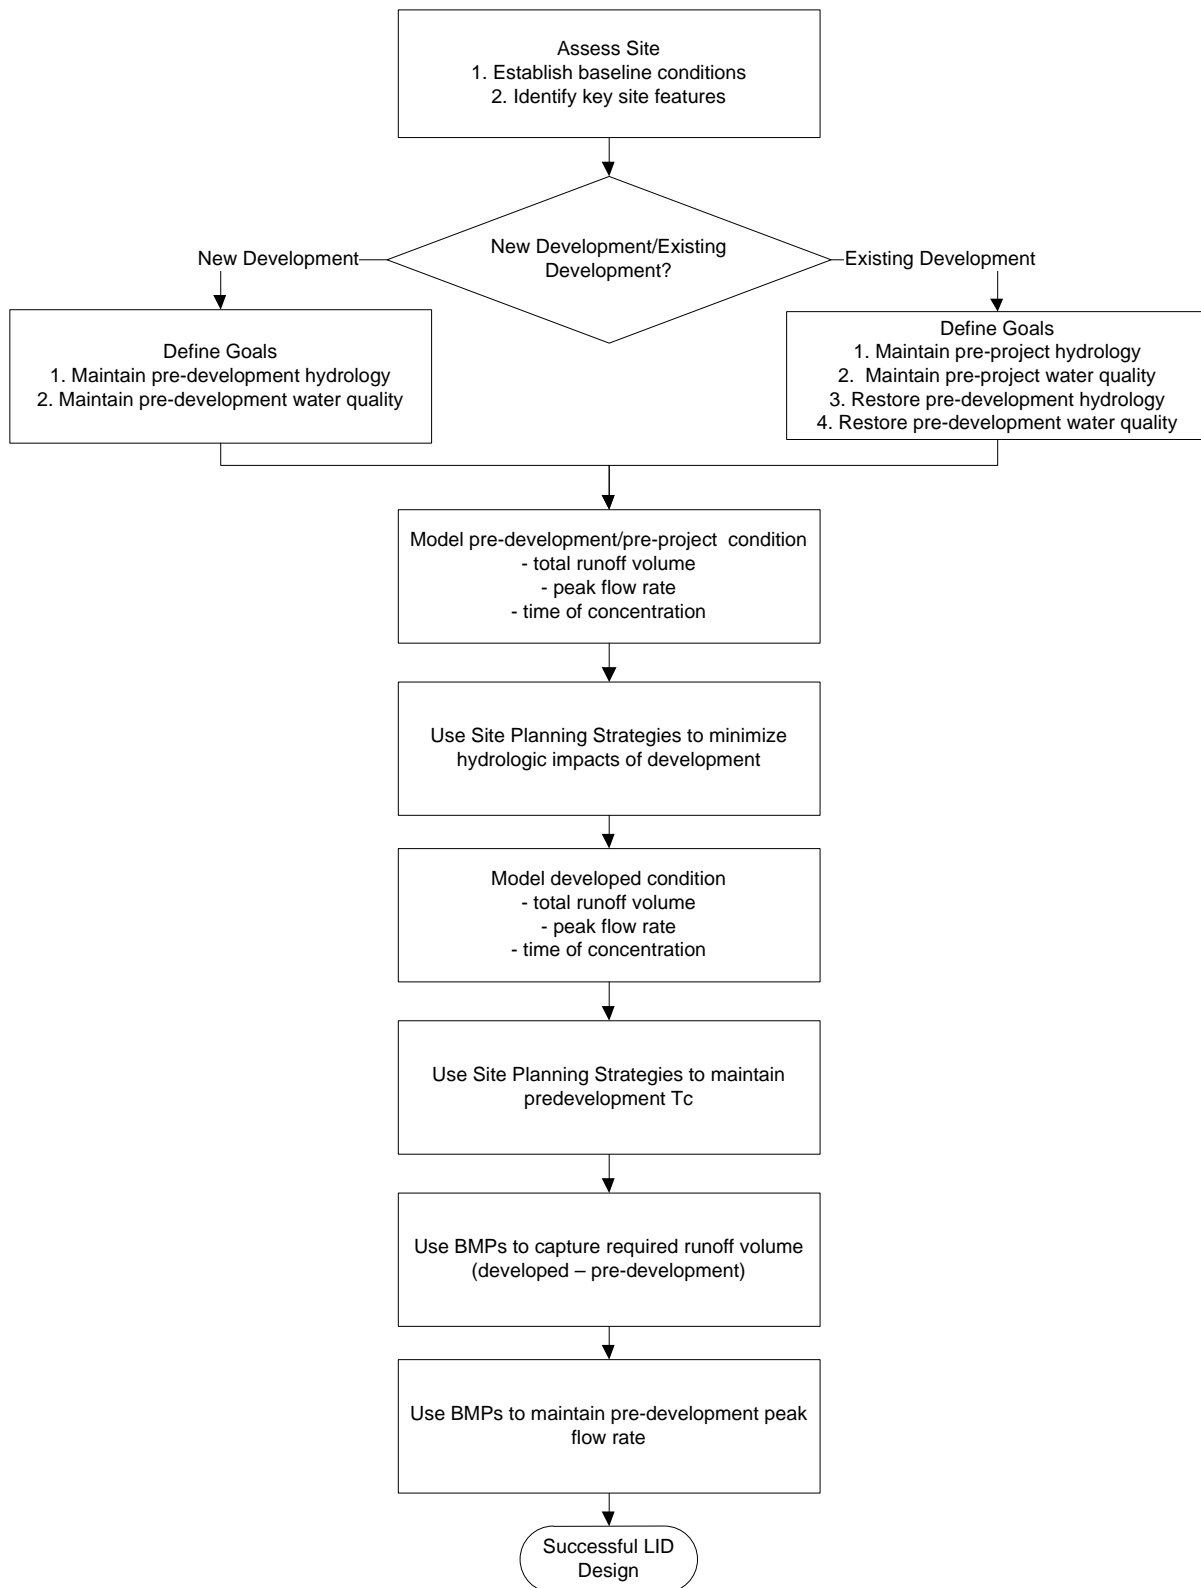 Assess Site
1. Establish baseline conditions
2. Identify key site features
New Development/Existing
Development?
New Development
Existing Development
Define Goals
1. Maintain pre-development hydrology
2. Maintain pre-development water quality
Define Goals
1. Maintain pre-project hydrology
2. Maintain pre-project water quality
3. Restore pre-development hydrology
4. Restore pre-development water quality
Model pre-development/pre-project condition
- total runoff volume
- peak flow rate
- time of concentration
Use Site Planning Strategies to minimize
hydrologic impacts of development
Model developed condition
- total runoff volume
- peak flow rate
- time of concentration
Use Site Planning Strategies to maintain
predevelopment Tc
Use BMPs to capture required runoff volume
(developed – pre-development)
Use BMPs to maintain pre-development peak
flow rate
Successful LID
Design